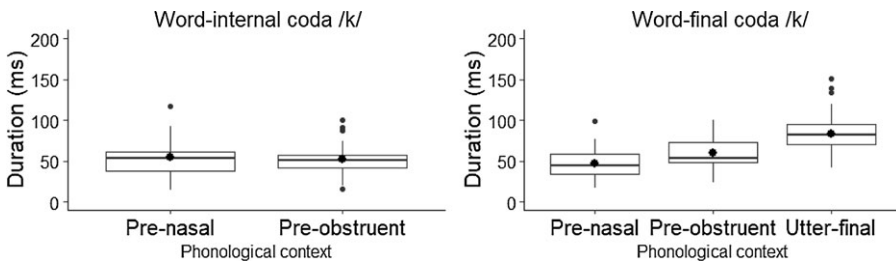 Word-internal coda /k/
Duration (ms)
200
150
100
50
0
Pre-nasal Pre-obstruent
Phonological context
Word-final coda /k/
Duration (ms)
200
150
100
50
0
Pre-nasal Pre-obstruent Utter-final
Phonological context